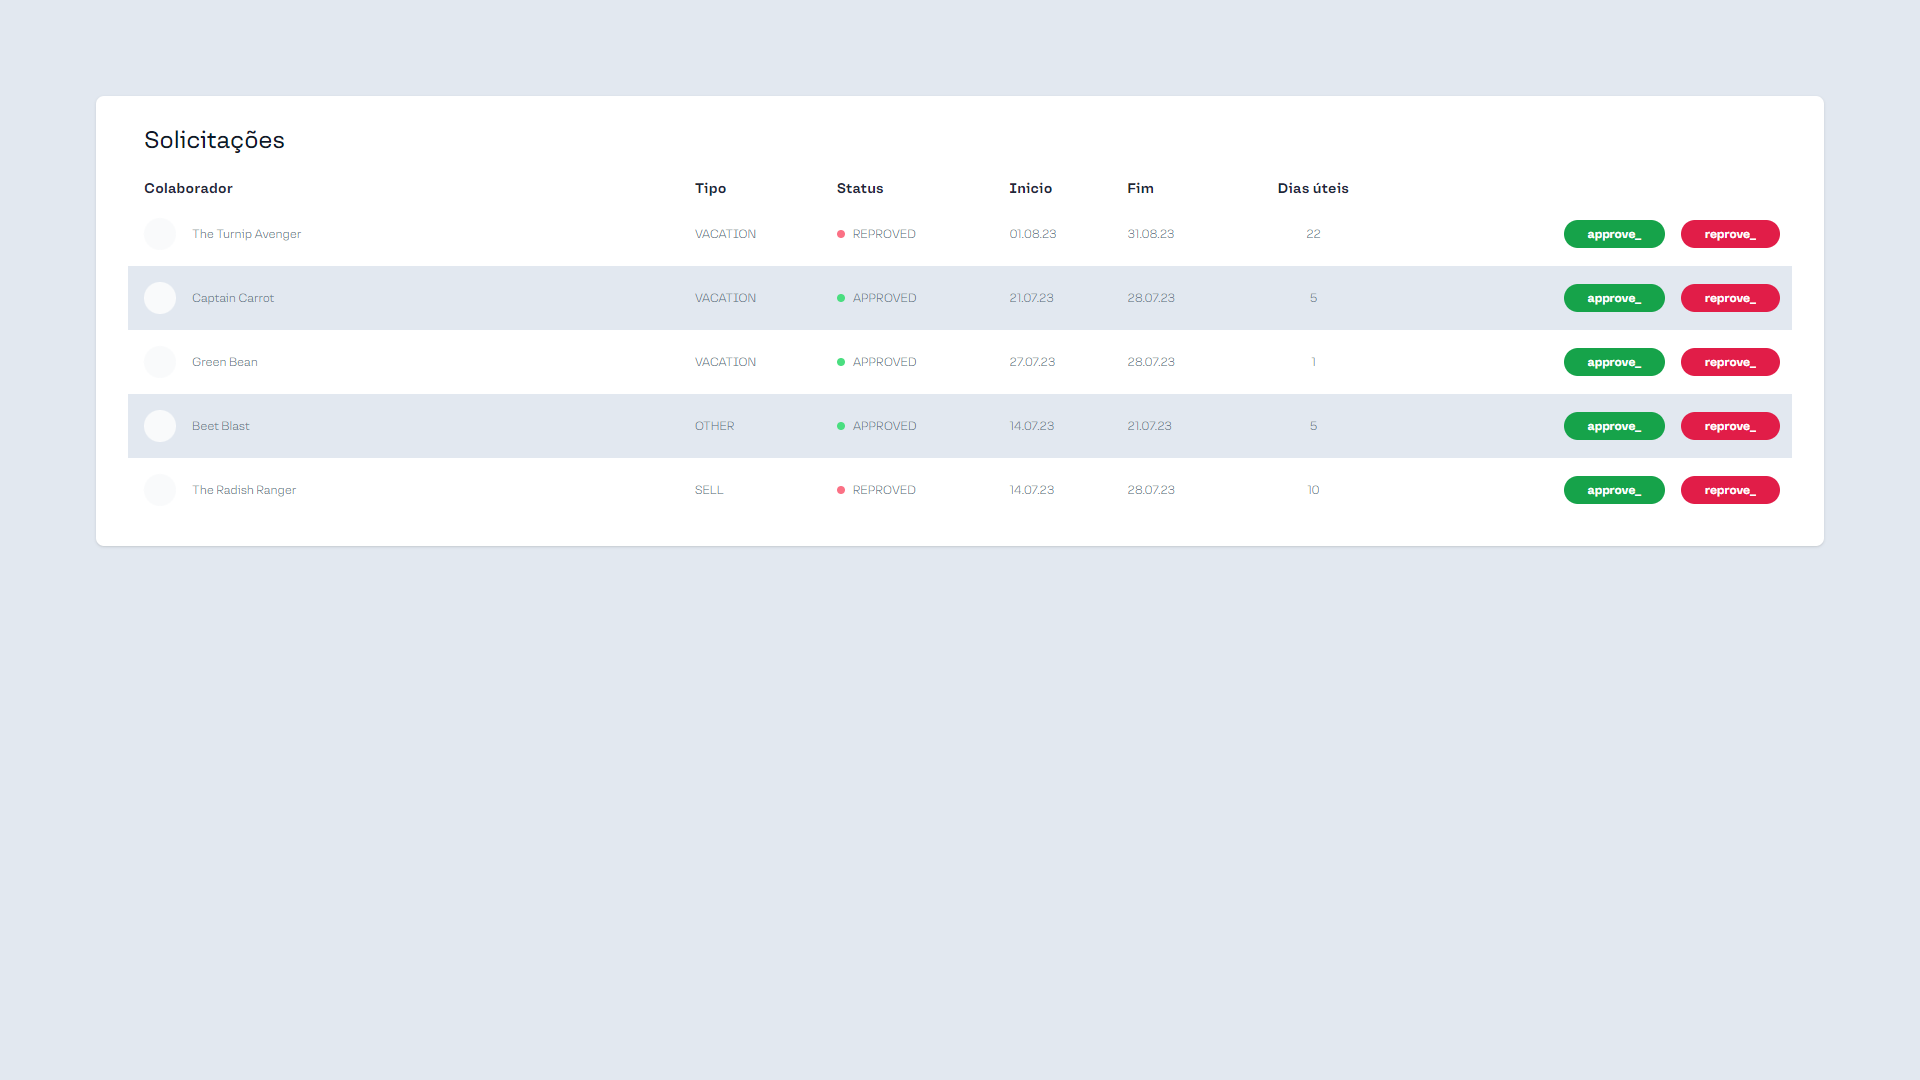 Solicitações
Colaborador Tipo Status Inicio Fim Dias úteis
The Turnip Avenger VACATION REPROVED 01.08.23 31.08.23 22 approve_ reprove_
Captain Carrot VACATION APPROVED 21.07.23 28.07.23 5 approve_ reprove_
Green Bean VACATION APPROVED 27.07.23 28.07.23 1 approve_ reprove_
Beet Blast OTHER APPROVED 14.07.23 21.07.23 5 approve_ reprove_
The Radish Ranger SELL REPROVED 14.07.23 28.07.23 10 approve_ reprove_